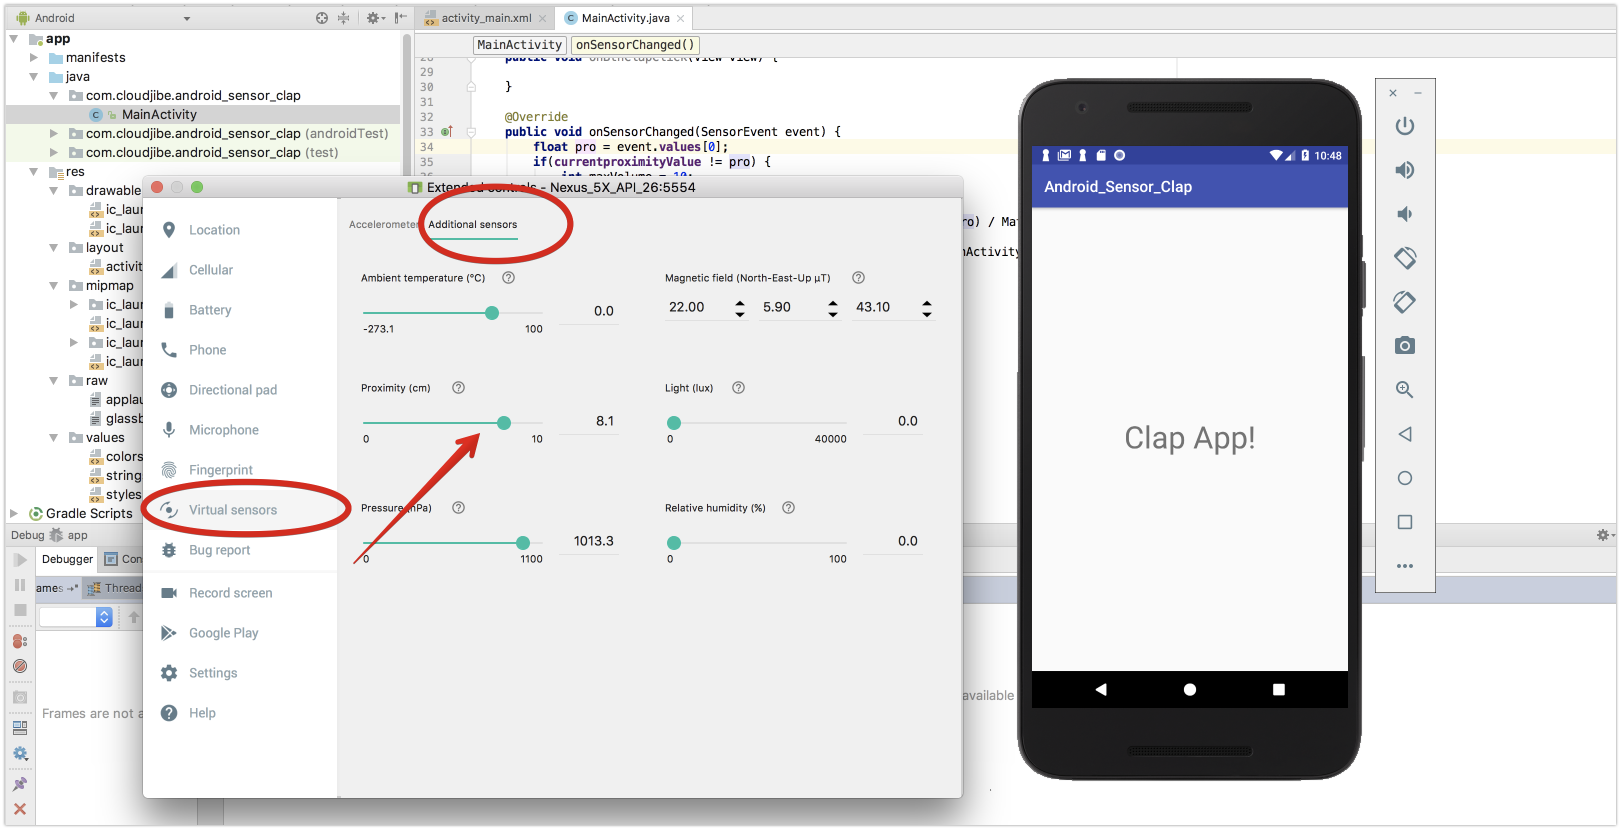 Android
activity_main.xml
MainActivity.java
app
MainActivity
onSensorChanged()
manifests
java
com.cloudjibe.android_sensor_clap
MainActivity
com.cloudjibe.android_sensor_clap (androidTest)
com.cloudjibe.android_sensor_clap (test)
res
drawable
ic_lau
ic_lau
layout
activit
mipmap
ic_lau
ic_lau
ic_lau
ic_lau
raw
applau
glassb
values
colors
string
styles
Gradle Scripts
29
30 }
31
32 @Override
33 public void onSensorChanged(SensorEvent event) {
34 float pro = event.values[0];
35 if(currentproximityValue != pro) {
ro) / Mat
nActivity
Extended controls - Nexus_5X_API_26:5554
Location
Cellular
Battery
Phone
Directional pad
Microphone
Fingerprint
Virtual sensors
Bug report
Record screen
Google Play
Settings
Help
Accelerometer
Additional sensors
Ambient temperature (°C) ?
0.0
-273.1 100
Magnetic field (North-East-Up μT) ?
22.00 5.90 43.10
Proximity (cm) ?
8.1
0 10
Light (lux) ?
0.0
0 40000
Pressure (hPa) ?
1013.3
0 1100
Relative humidity (%) ?
0.0
0 100
10:48
Android_Sensor_Clap
Clap App!
Debug app
Debugger Con
ames Thread
Frames are not a
available